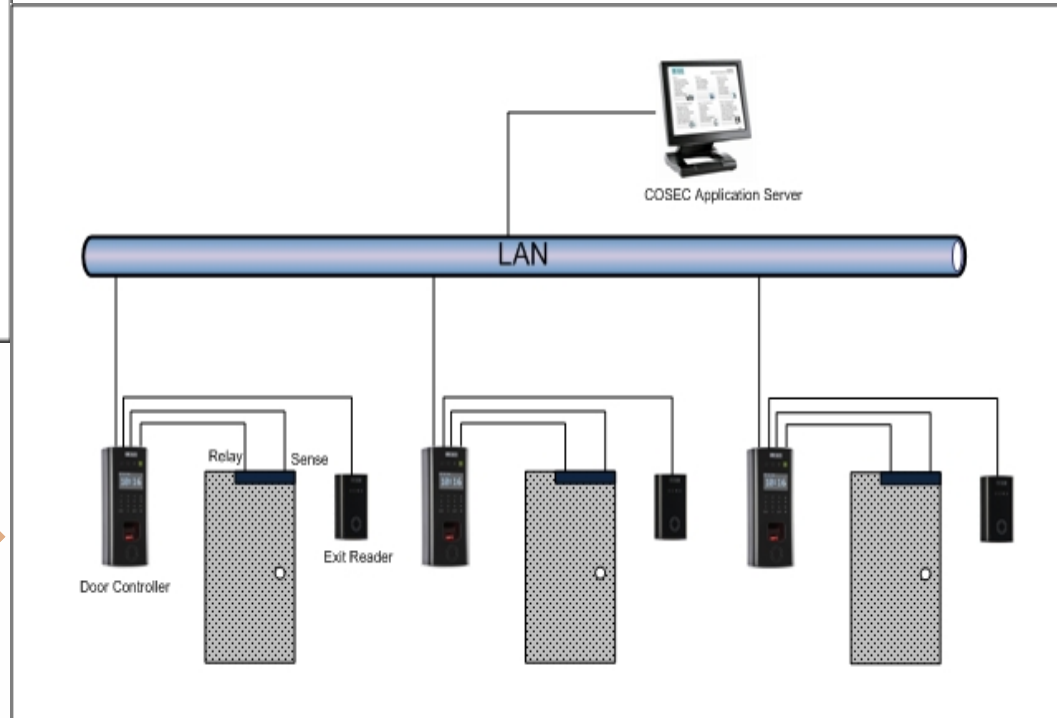 COSEC Application Server
LAN
Relay
Sense
Exit Reader
Door Controller